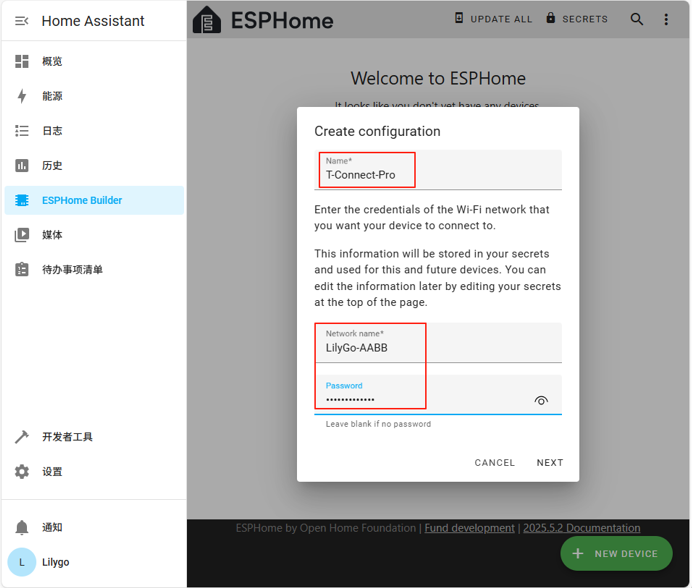 Home Assistant
概览
能源
日志
历史
ESPHome Builder
媒体
待办事项清单
开发者工具
设置
通知
L Lilygo
ESPHome
UPDATE ALL
SECRETS
Welcome to ESPHome
It looks like you don't yet have any devices
Create configuration
Name*
T-Connect-Pro
Enter the credentials of the Wi-Fi network that
you want your device to connect to.
This information will be stored in your secrets
and used for this and future devices. You can
edit the information later by editing your secrets
at the top of the page.
Network name*
LilyGo-AABB
Password
•••••••••••••
Leave blank if no password
CANCEL
NEXT
ESPHome by Open Home Foundation | Fund development | 2025.5.2 Documentation
+ NEW DEVICE